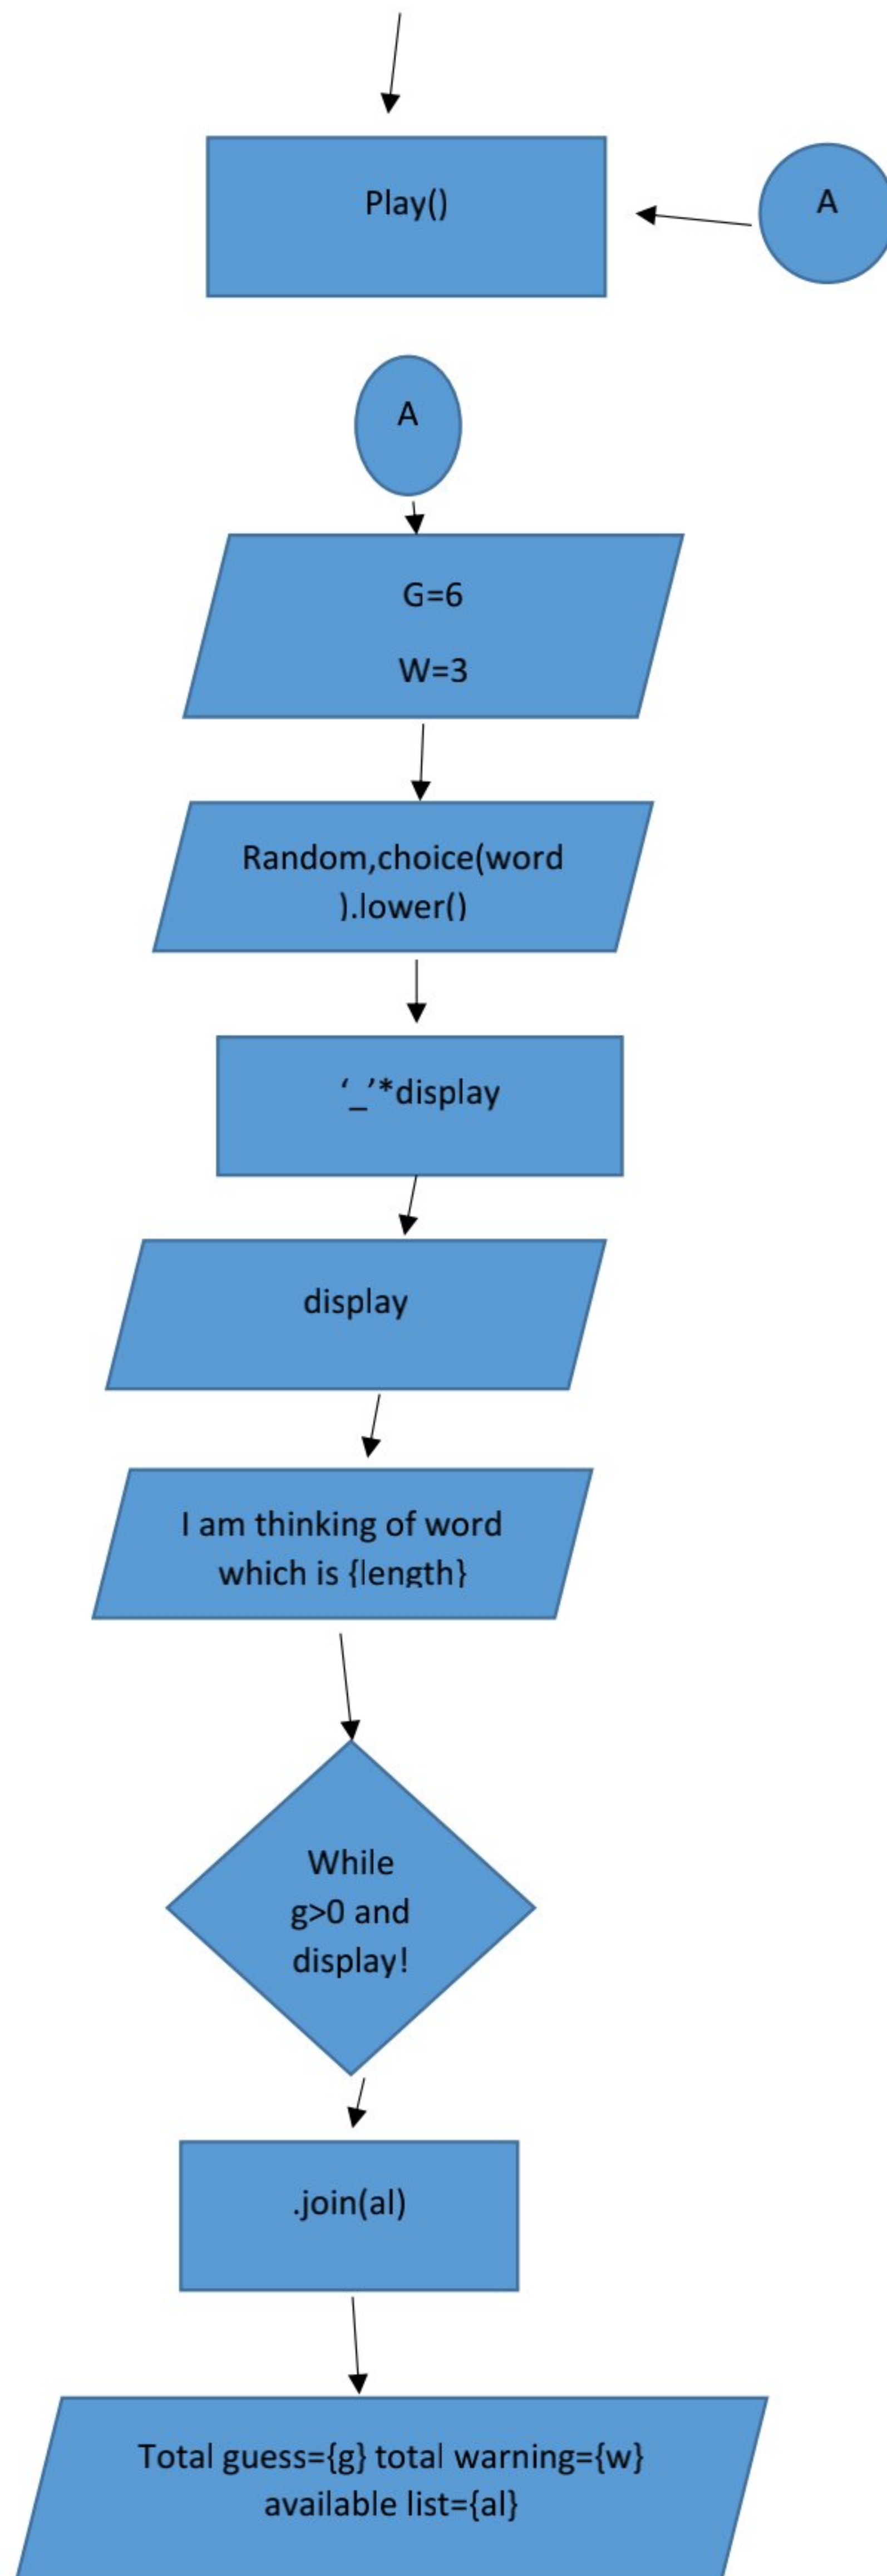 Play()
A
A
G=6
W=3
Random,choice(word
).lower()
‘_’*display
display
I am thinking of word
which is {length}
While
g>0 and
display!
.join(al)
Total guess={g} total warning={w}
available list={al}